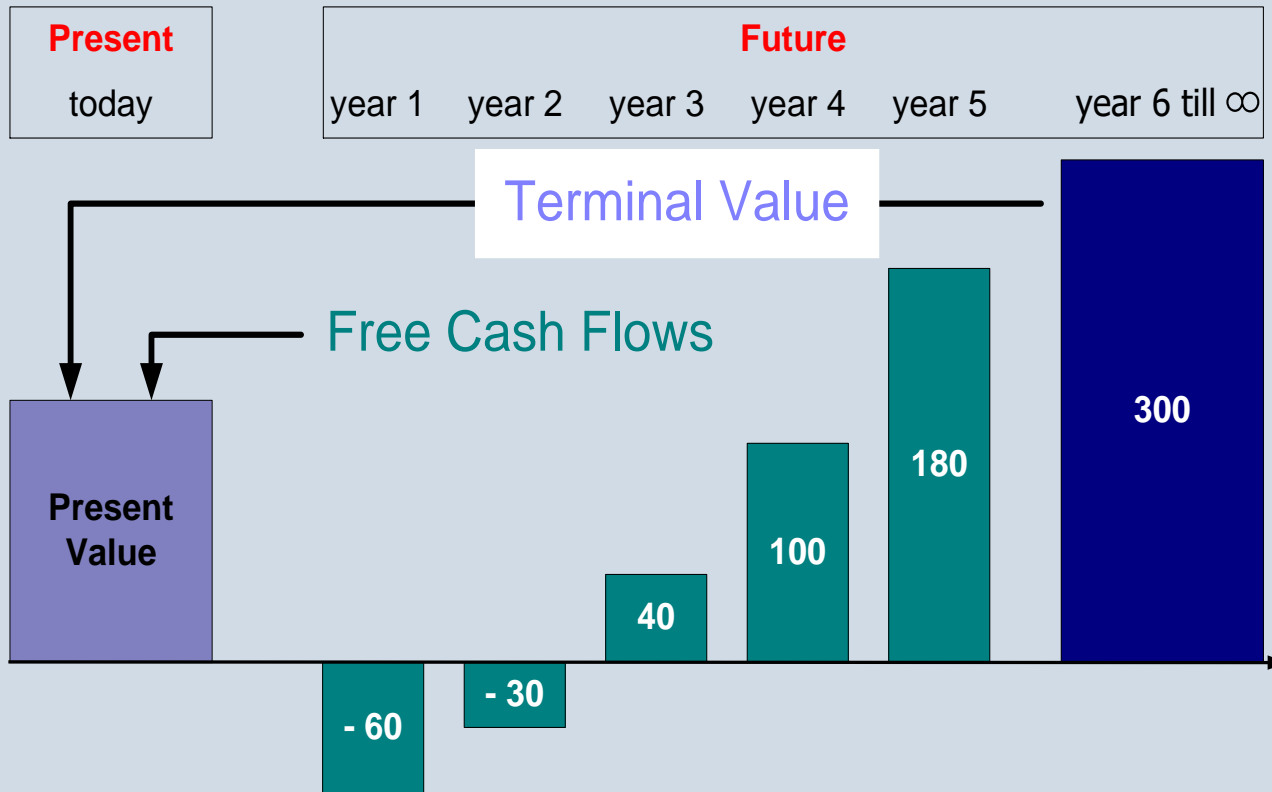 Present
Future
today
year 1
year 2
year 3
year 4
year 5
year 6 till ∞
Terminal Value
Free Cash Flows
300
180
Present
Value
100
40
- 30
- 60